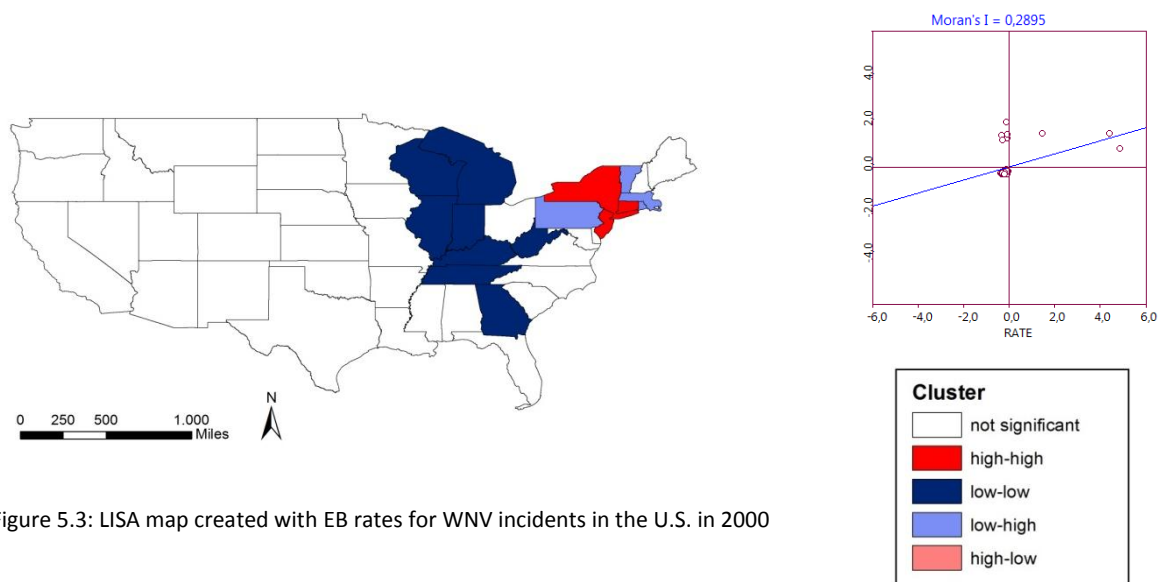 Moran's I = 0,2895
4,0
2,0
0,0
-2,0
-4,0
-6,0 -4,0 -2,0 0,0 2,0 4,0 6,0
RATE
N
0 250 500 1.000
Miles
Cluster
not significant
high-high
low-low
low-high
high-low
igure 5.3: LISA map created with EB rates for WNV incidents in the U.S. in 2000